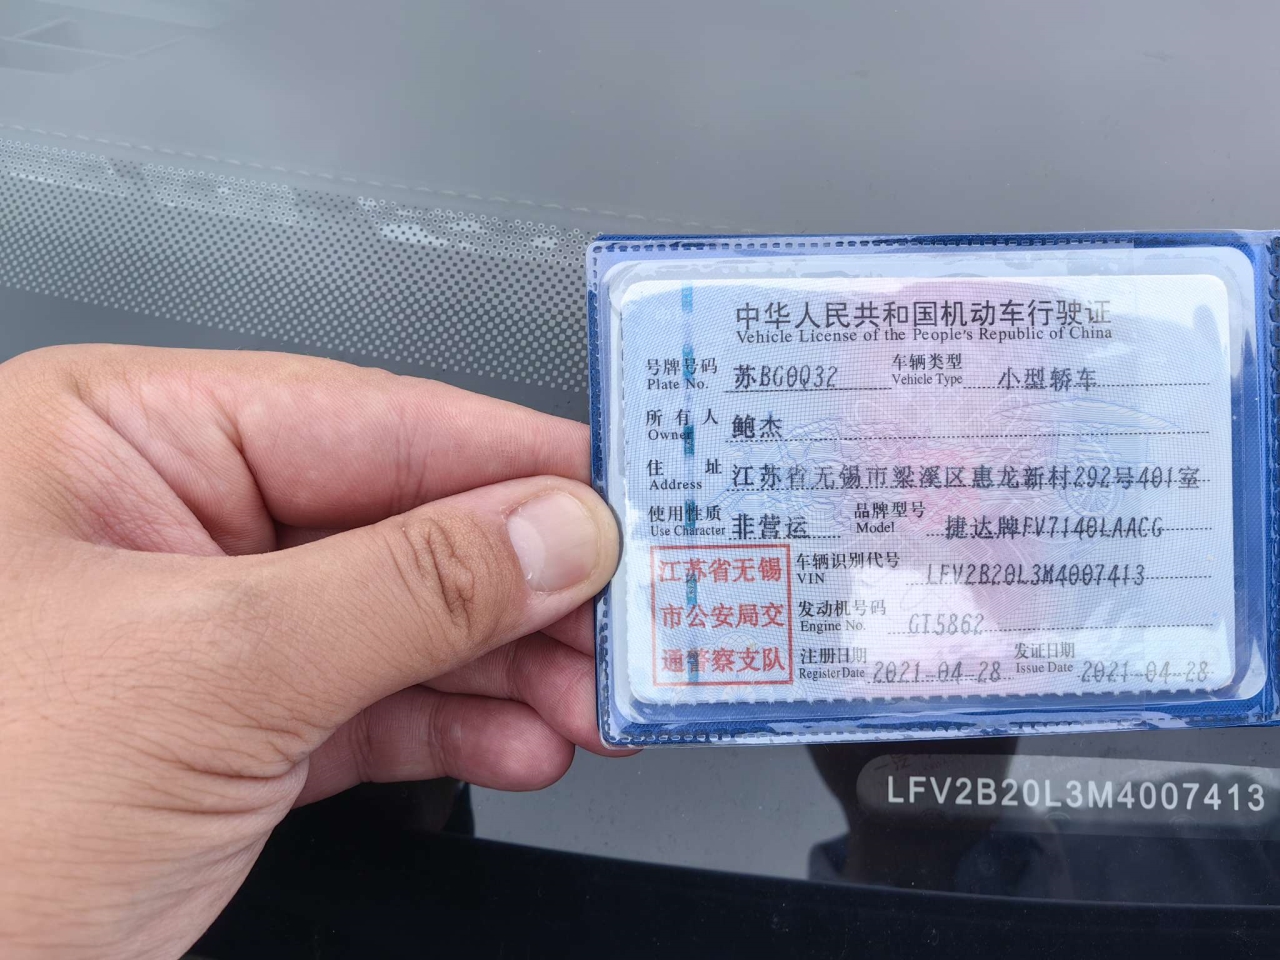 中华人民共和国机动车行驶证
Vehicle License of the People's Republic of China
号牌号码 苏BG0Q32 车辆类型 小型轿车
Plate No. Vehicle Type
所有人 鲍杰
Owner
住址 江苏省无锡市梁溪区惠龙新村292号401室
Address
使用性质 非营运 品牌型号 捷达牌FV7140LAACG
Use Character Model
江苏省无锡
市公安局交
通警察支队
车辆识别代号 LFV2B20L3M4007413
VIN
发动机号码 GI5862
Engine No.
注册日期 2021-04-28 发证日期 2021-04-28
Register Date Issue Date
LFV2B20L3M4007413